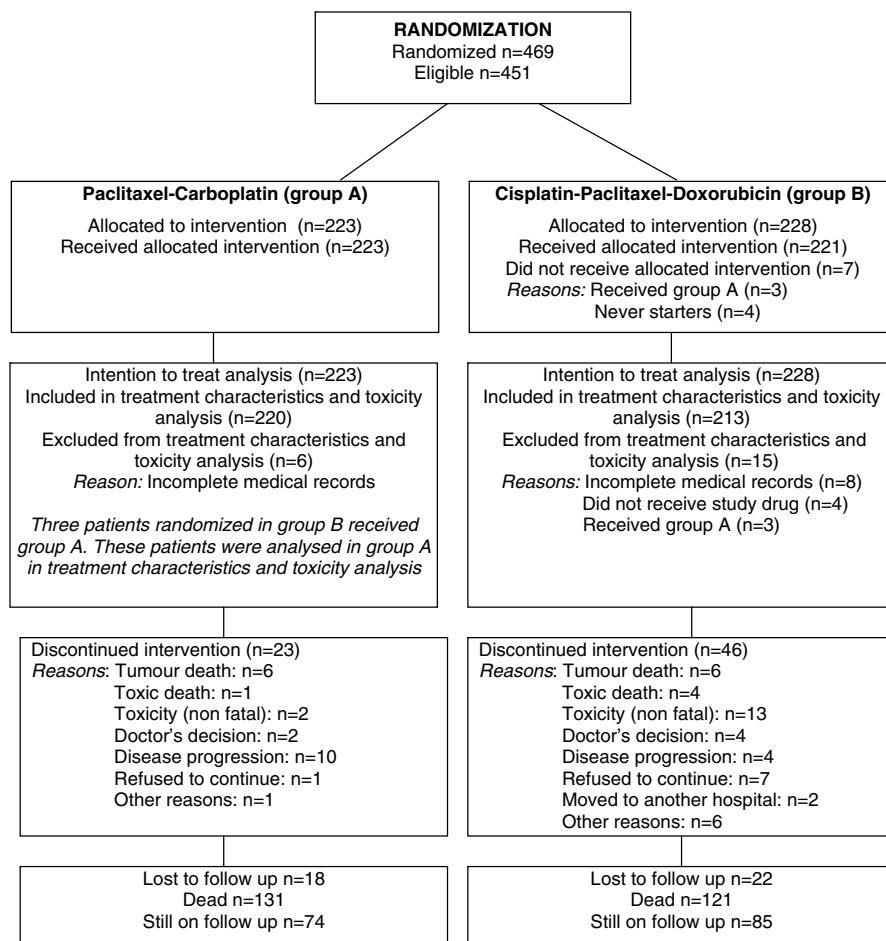 RANDOMIZATION
Randomized n=469
Eligible n=451
Paclitaxel-Carboplatin (group A)
Allocated to intervention (n=223)
Received allocated intervention (n=223)
Cisplatin-Paclitaxel-Doxorubicin (group B)
Allocated to intervention (n=228)
Received allocated intervention (n=221)
Did not receive allocated intervention (n=7)
Reasons: Received group A (n=3)
Never starters (n=4)
Intention to treat analysis (n=223)
Included in treatment characteristics and toxicity
analysis (n=220)
Excluded from treatment characteristics and
toxicity analysis (n=6)
Reason: Incomplete medical records
Three patients randomized in group B received
group A. These patients were analysed in group A
in treatment characteristics and toxicity analysis
Intention to treat analysis (n=228)
Included in treatment characteristics and toxicity
analysis (n=213)
Excluded from treatment characteristics and
toxicity analysis (n=15)
Reasons: Incomplete medical records (n=8)
Did not receive study drug (n=4)
Received group A (n=3)
Discontinued intervention (n=23)
Reasons: Tumour death: n=6
Toxic death: n=1
Toxicity (non fatal): n=2
Doctor's decision: n=2
Disease progression: n=10
Refused to continue: n=1
Other reasons: n=1
Discontinued intervention (n=46)
Reasons: Tumour death: n=6
Toxic death: n=4
Toxicity (non fatal): n=13
Doctor's decision: n=4
Disease progression: n=4
Refused to continue: n=7
Moved to another hospital: n=2
Other reasons: n=6
Lost to follow up n=18
Dead n=131
Still on follow up n=74
Lost to follow up n=22
Dead n=121
Still on follow up n=85